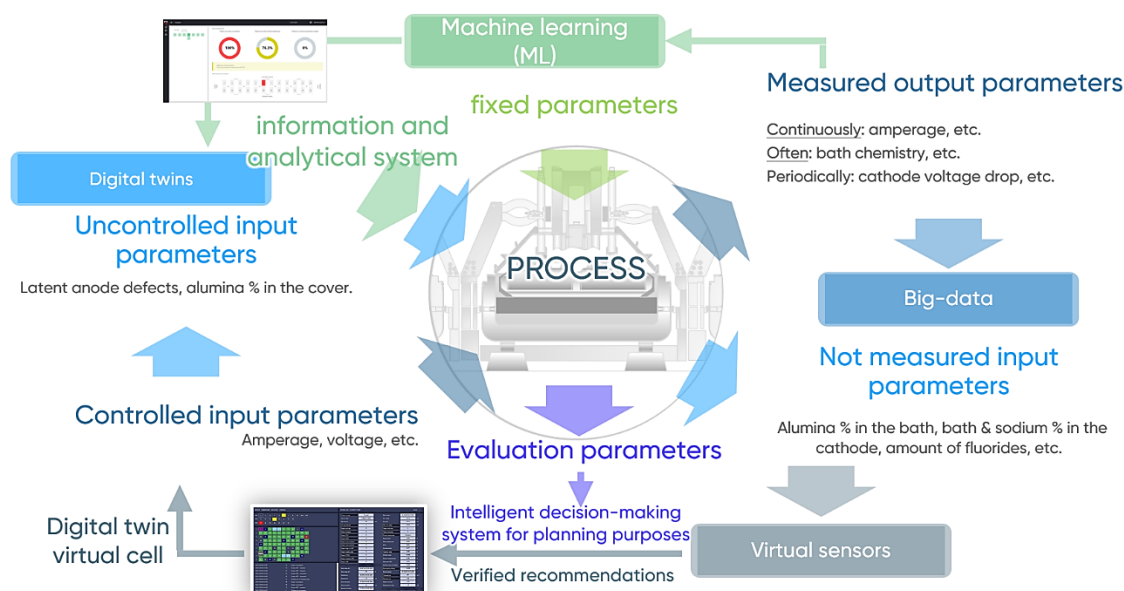 Machine learning
(ML)
100%
76.2%
0%
fixed parameters
information and
analytical system
Measured output parameters
Continuously: amperage, etc.
Often: bath chemistry, etc.
Periodically: cathode voltage drop, etc.
Digital twins
Uncontrolled input
parameters
Latent anode defects, alumina % in the cover.
PROCESS
Big-data
Not measured input
parameters
Alumina % in the bath, bath & sodium % in the
cathode, amount of fluorides, etc.
Controlled input parameters
Amperage, voltage, etc.
Evaluation parameters
Intelligent decision-making
system for planning purposes
Verified recommendations
Virtual sensors
Digital twin
virtual cell